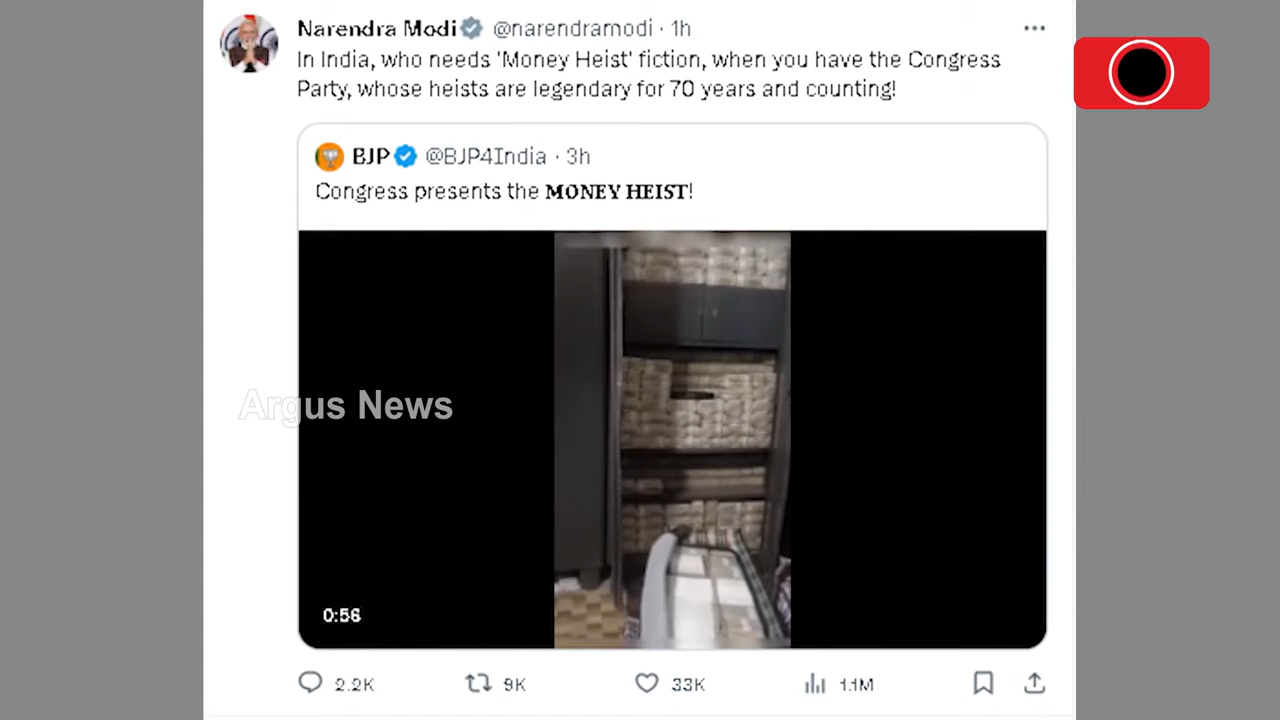 Narendra Modi @narendramodi · 1h
In India, who needs 'Money Heist' fiction, when you have the Congress
Party, whose heists are legendary for 70 years and counting!
BJP @BJP4India · 3h
Congress presents the MONEY HEIST!
Argus News
0:56
2.2K 9K 33K 1.1M